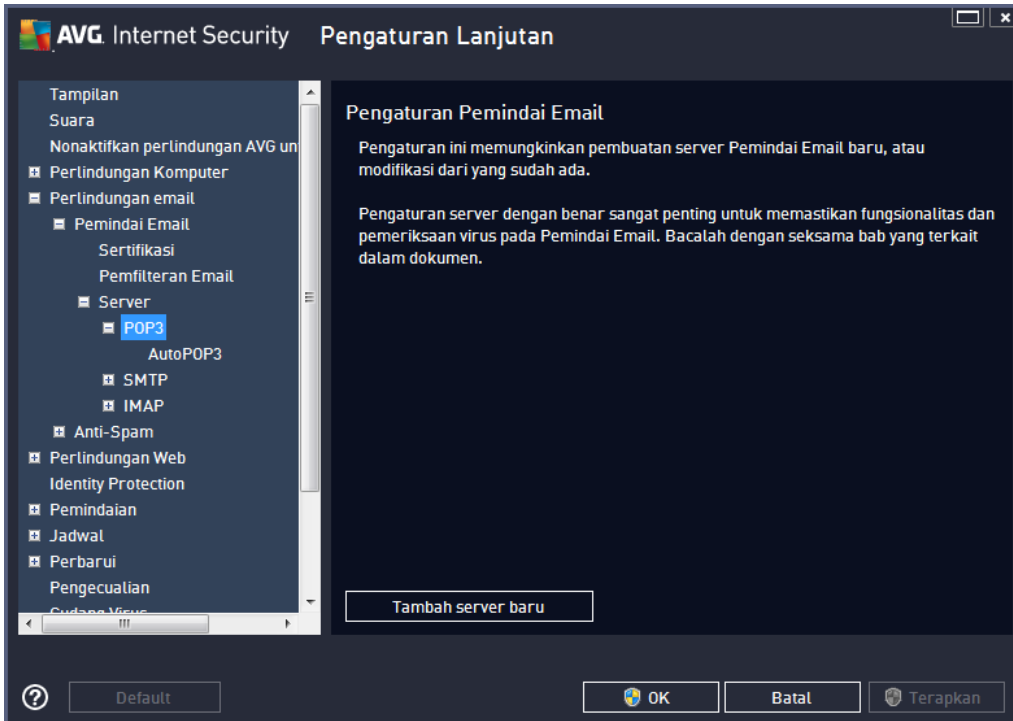 AVG. Internet Security Pengaturan Lanjutan
Tampilan
Suara
Nonaktifkan perlindungan AVG un
Perlindungan Komputer
Perlindungan email
Pemindai Email
Sertifikasi
Pemfilteran Email
Server
POP3
AutoPOP3
SMTP
IMAP
Anti-Spam
Perlindungan Web
Identity Protection
Pemindaian
Jadwal
Perbarui
Pengecualian
Gudang Virus
Pengaturan Pemindai Email
Pengaturan ini memungkinkan pembuatan server Pemindai Email baru, atau
modifikasi dari yang sudah ada.
Pengaturan server dengan benar sangat penting untuk memastikan fungsionalitas dan
pemeriksaan virus pada Pemindai Email. Bacalah dengan seksama bab yang terkait
dalam dokumen.
Tambah server baru
? Default OK Batal Terapkan